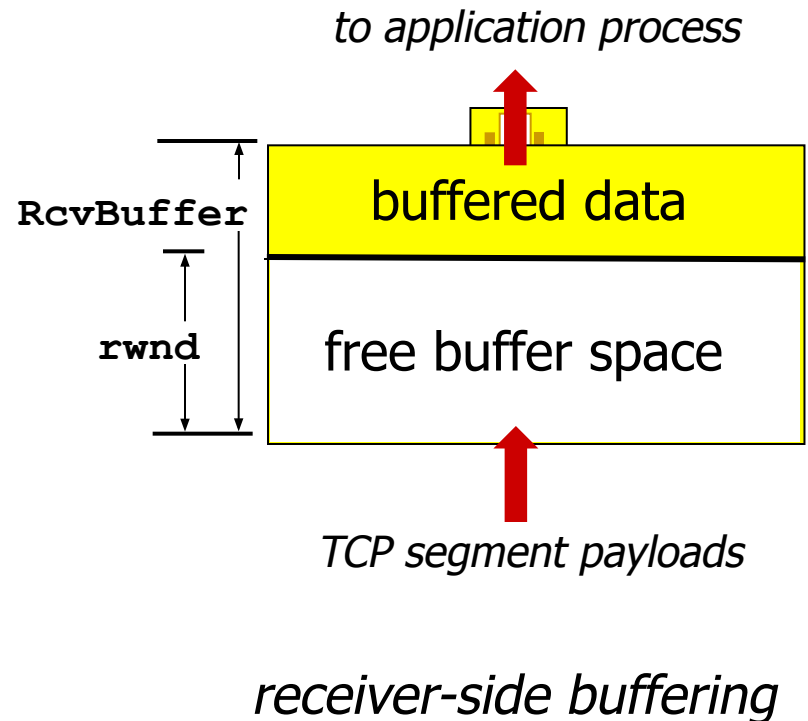 to application process
buffered data
RcvBuffer
rwnd
free buffer space
TCP segment payloads
receiver-side buffering